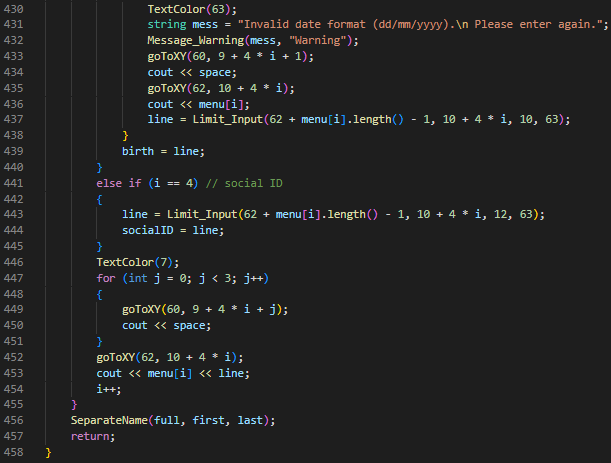 430 TextColor(63);
431 string mess = "Invalid date format (dd/mm/yyyy).\n Please enter again.";
432 Message_Warning(mess, "Warning");
433 goToXY(60, 9 + 4 * i + 1);
434 cout << space;
435 goToXY(62, 10 + 4 * i);
436 cout << menu[i];
437 line = Limit_Input(62 + menu[i].length() - 1, 10 + 4 * i, 10, 63);
438 }
439 birth = line;
440 }
441 else if (i == 4) // social ID
442 {
443 line = Limit_Input(62 + menu[i].length() - 1, 10 + 4 * i, 12, 63);
444 socialID = line;
445 }
446 TextColor(7);
447 for (int j = 0; j < 3; j++)
448 {
449 goToXY(60, 9 + 4 * i + j);
450 cout << space;
451 }
452 goToXY(62, 10 + 4 * i);
453 cout << menu[i] << line;
454 i++;
455 }
456 SeparateName(full, first, last);
457 return;
458 }